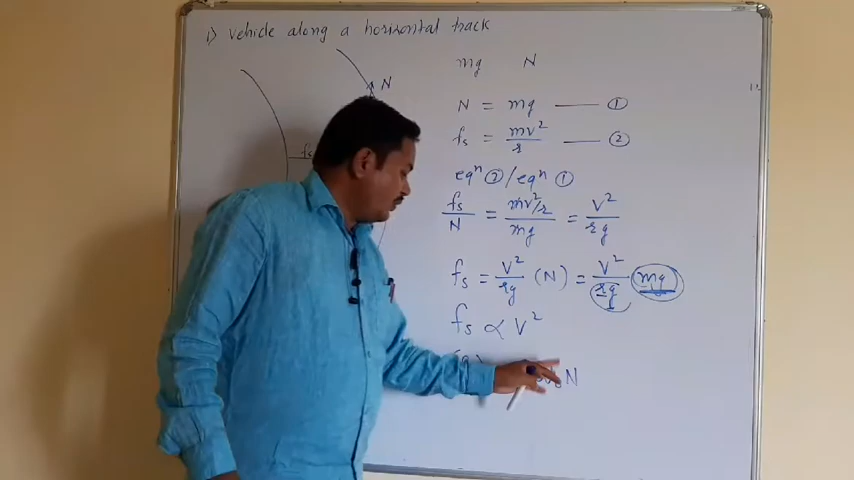 i) vehicle along a horizontal track
N
fs
mg N
N = mg —— ①
fs = mv²/r —— ②
eqⁿ ②/eqⁿ ①
fs/N = mv²/r/mg = v²/rg
fs = v²/rg (N) = v²/rg mg
fs ∝ v²
N